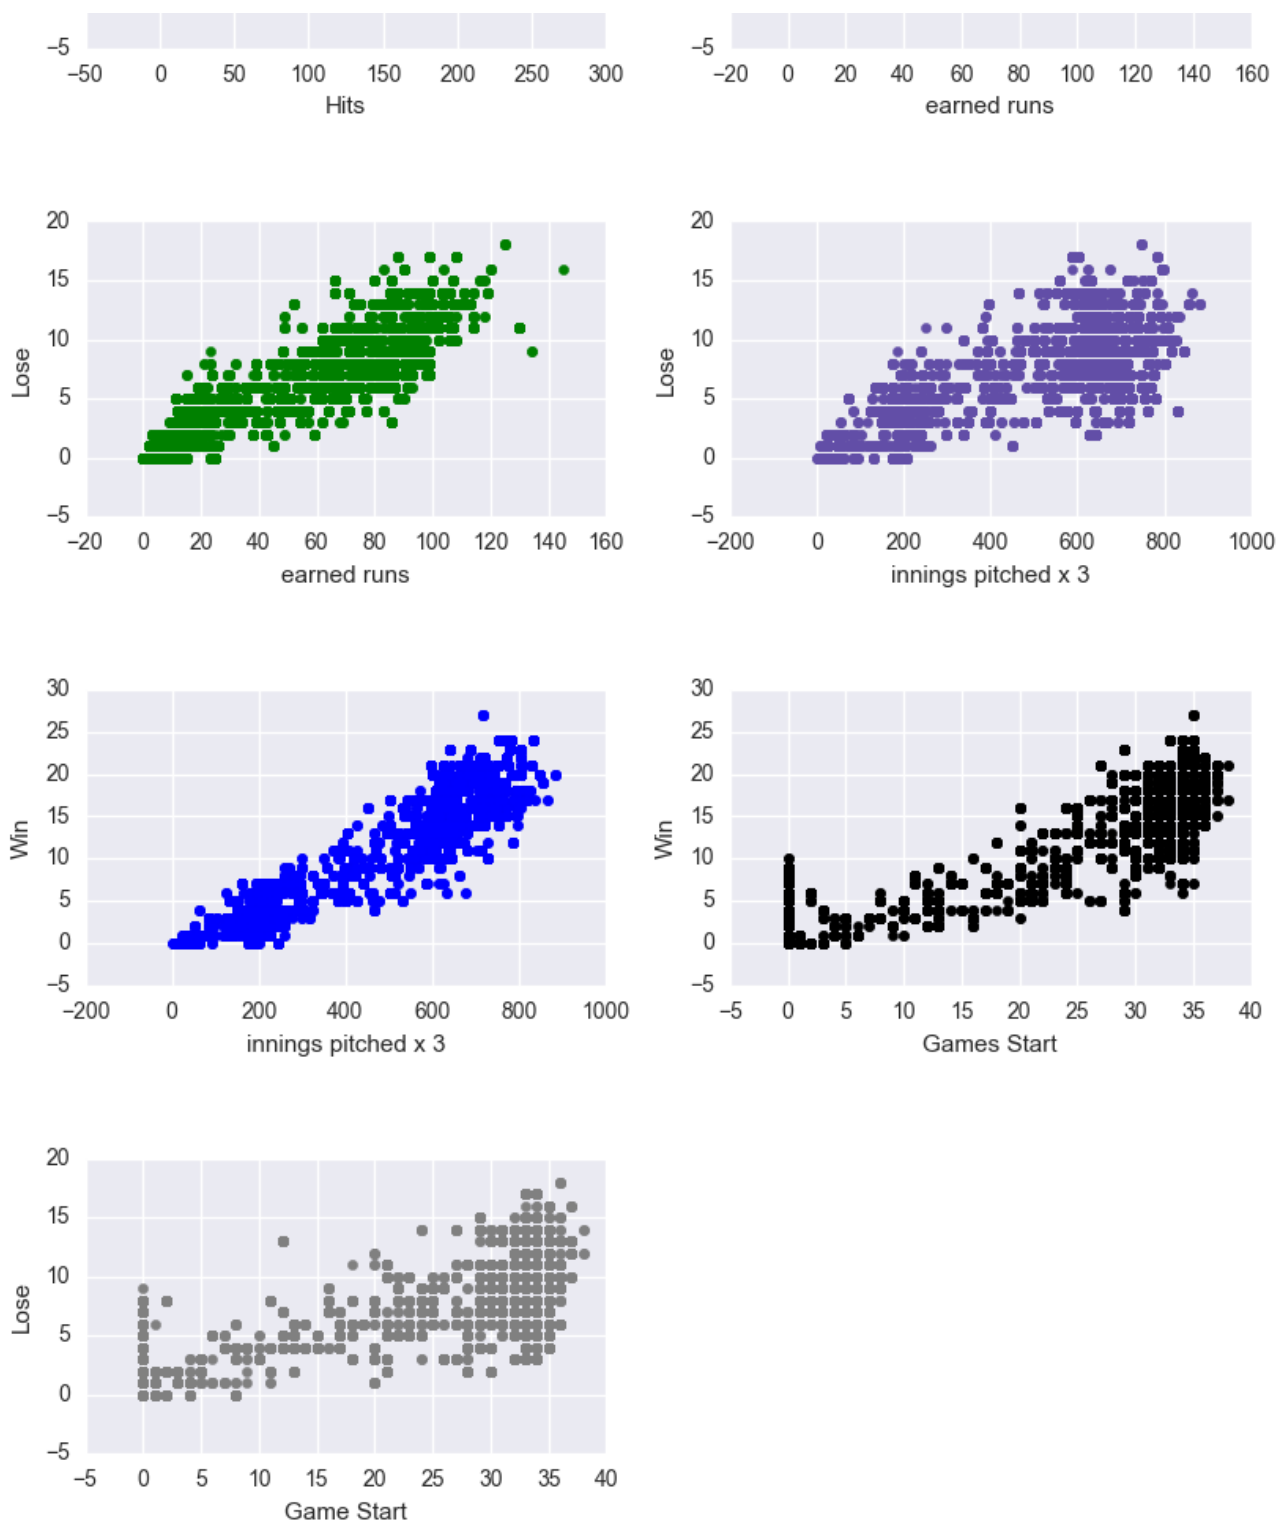 −5 −5
−50 0 50 100 150 200 250 300 −20 0 20 40 60 80 100 120 140 160
Hits earned runs
20 15 10 5 0 −5
Lose
−20 0 20 40 60 80 100 120 140 160
earned runs
20 15 10 5 0 −5
Lose
−200 0 200 400 600 800 1000
innings pitched x 3
30 25 20 15 10 5 0 −5
Win
−200 0 200 400 600 800 1000
innings pitched x 3
30 25 20 15 10 5 0 −5
Win
−5 0 5 10 15 20 25 30 35 40
Games Start
20 15 10 5 0 −5
Lose
−5 0 5 10 15 20 25 30 35 40
Game Start